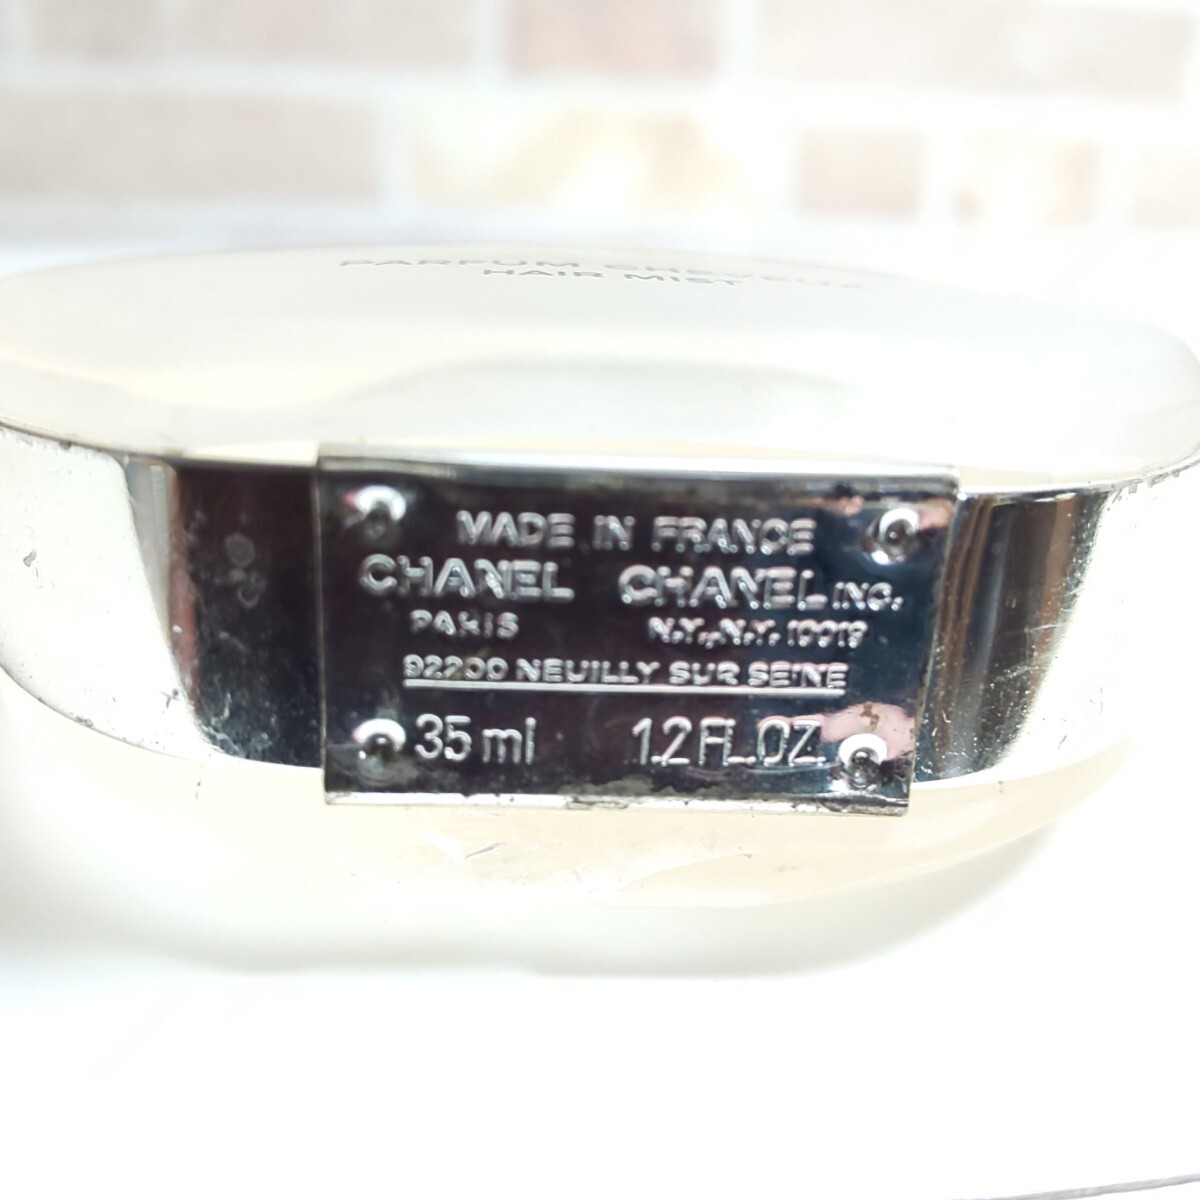 PARFUM CHEVEUX
HAIR MIST
MADE IN FRANCE
CHANEL CHANEL INC.
PARIS N.Y., N.Y. 10019
92200 NEUILLY SUR SEINE
35 ml 1.2 FL.OZ.